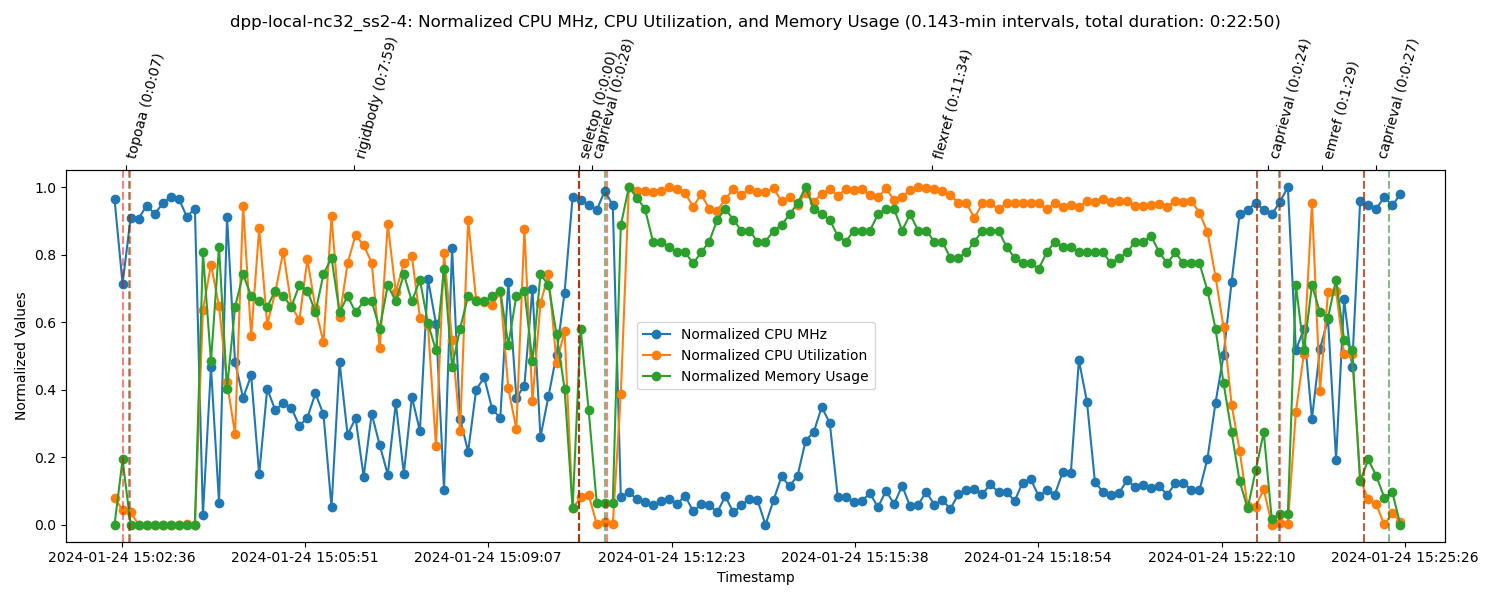 dpp-local-nc32_ss2-4: Normalized CPU MHz, CPU Utilization, and Memory Usage (0.143-min intervals, total duration: 0:22:50)
topoaa (0:0:07)
rigidbody (0:7:59)
seletop (0:0:00)
caprieval (0:0:28)
flexref (0:11:34)
caprieval (0:0:24)
emref (0:1:29)
caprieval (0:0:27)
Normalized Values
1.0
0.8
0.6
0.4
0.2
0.0
Normalized CPU MHz
Normalized CPU Utilization
Normalized Memory Usage
2024-01-24 15:02:36
2024-01-24 15:05:51
2024-01-24 15:09:07
2024-01-24 15:12:23
2024-01-24 15:15:38
2024-01-24 15:18:54
2024-01-24 15:22:10
2024-01-24 15:25:26
Timestamp